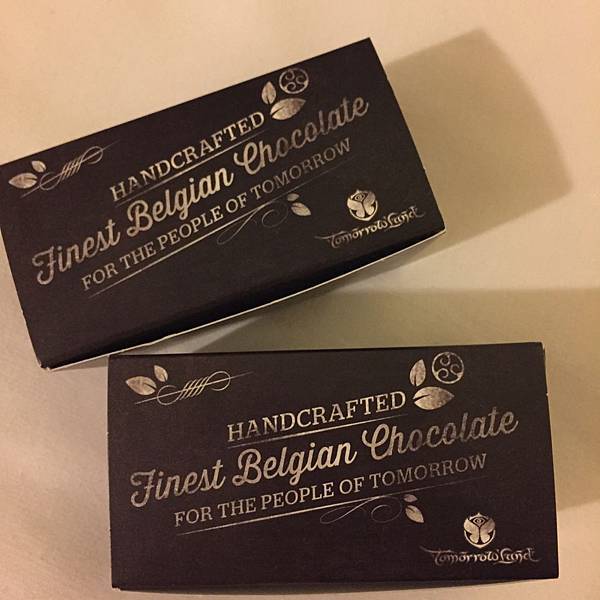 HANDCRAFTED
Finest Belgian Chocolate
FOR THE PEOPLE OF TOMORROW
Tomorrowland
HANDCRAFTED
Finest Belgian Chocolate
FOR THE PEOPLE OF TOMORROW
Tomorrowland